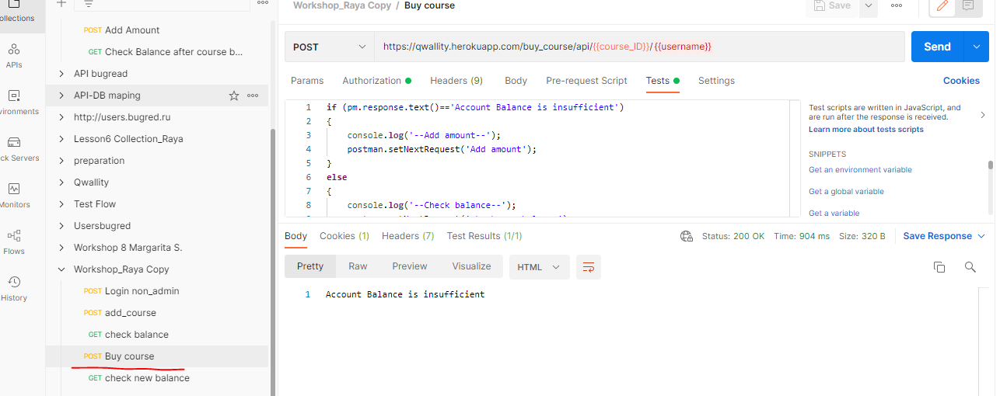 Workshop_Raya Copy / Buy course
Save
POST Add Amount
GET Check Balance after course b...
API bugread
API-DB maping
http://users.bugred.ru
Lesson6 Collection_Raya
preparation
Qwallity
Test Flow
Usersbugred
Workshop 8 Margarita S.
Workshop_Raya Copy
POST Login non_admin
POST add_course
GET check balance
POST Buy course
GET check new balance
ollections
APIs
vironments
ck Servers
Monitors
Flows
History
POST
https://qwallity.herokuapp.com/buy_course/api/{{course_ID}}/{{username}}
Send
Params Authorization Headers (9) Body Pre-request Script Tests Settings Cookies
1 if (pm.response.text()=='Account Balance is insufficient')
2 {
3 console.log('--Add amount--');
4 postman.setNextRequest('Add amount');
5 }
6 else
7 {
8 console.log('--Check balance--');
Test scripts are written in JavaScript, and
are run after the response is received.
Learn more about tests scripts
SNIPPETS
Get an environment variable
Get a global variable
Get a variable
Body Cookies (1) Headers (7) Test Results (1/1) Status: 200 OK Time: 904 ms Size: 320 B Save Response
Pretty Raw Preview Visualize HTML
1 Account Balance is insufficient